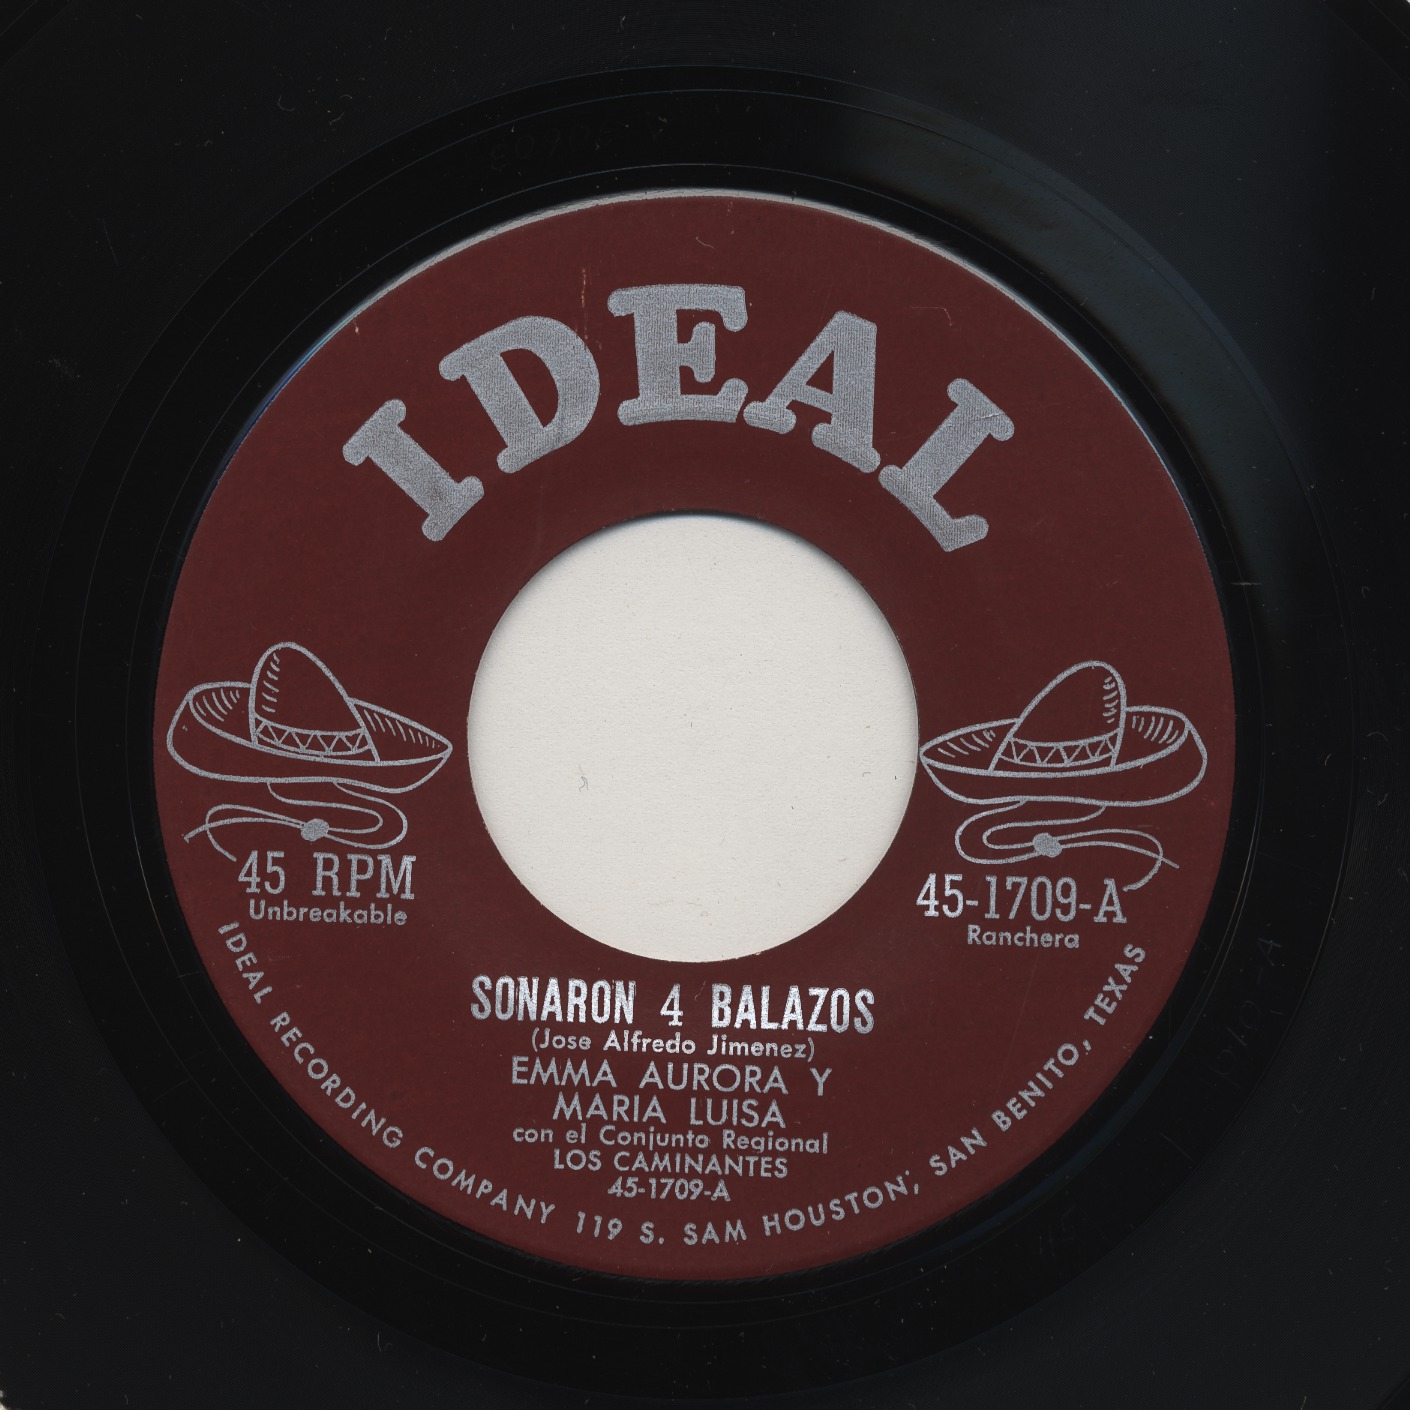 IDEAL
45 RPM
Unbreakable
45-1709-A
Ranchera
SONARON 4 BALAZOS
(Jose Alfredo Jimenez)
EMMA AURORA Y
MARIA LUISA
con el Conjunto Regional
LOS CAMINANTES
45-1709-A
IDEAL RECORDING COMPANY 119 S. SAM HOUSTON, SAN BENITO, TEXAS